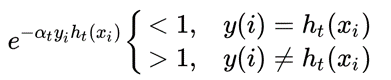 e^{-α_t y_i h_t(x_i)} { < 1, y(i) = h_t(x_i)
> 1, y(i) ≠ h_t(x_i)